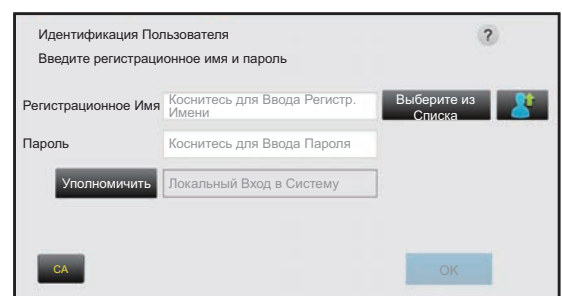 Идентификация Пользователя
?
Введите регистрационное имя и пароль
Регистрационное Имя
Коснитесь для Ввода Регистр.
Имени
Выберите из
Списка
Пароль
Коснитесь для Ввода Пароля
Уполномичить
Локальный Вход в Систему
CA
OK